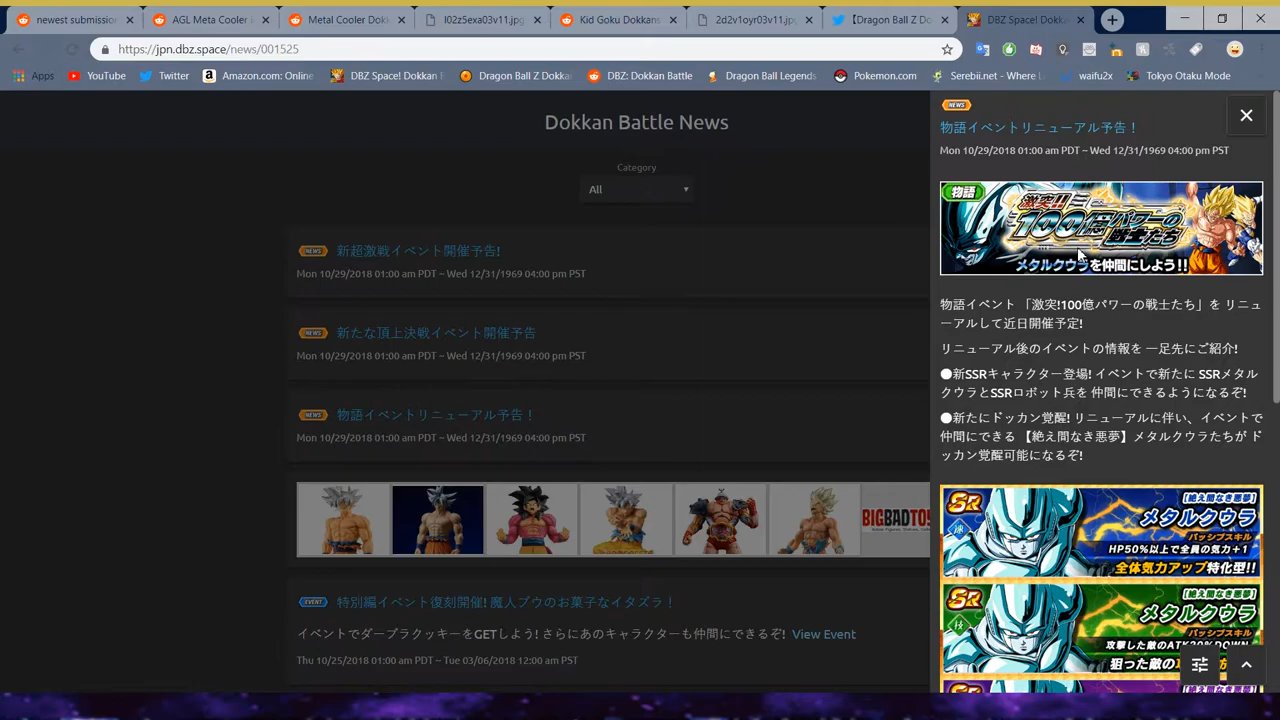 newest submission
AGL Meta Cooler i
Metal Cooler Dokk
l02z5exa03v11.jpg
Kid Goku Dokkans
2d2v1oyr03v11.jpg
【Dragon Ball Z Do
DBZ Space! Dokka
https://jpn.dbz.space/news/001525
Apps
YouTube
Twitter
Amazon.com: Online
DBZ Space! Dokkan
Dragon Ball Z Dokka
DBZ: Dokkan Battle
Dragon Ball Legends
Pokemon.com
Serebii.net - Where L
waifu2x
Tokyo Otaku Mode
Dokkan Battle News
Category
All
NEWS 新超激戦イベント開催予告!
Mon 10/29/2018 01:00 am PDT ~ Wed 12/31/1969 04:00 pm PST
NEWS 新たな頂上決戦イベント開催予告
Mon 10/29/2018 01:00 am PDT ~ Wed 12/31/1969 04:00 pm PST
NEWS 物語イベントリニューアル予告！
Mon 10/29/2018 01:00 am PDT ~ Wed 12/31/1969 04:00 pm PST
BIGBADTO
EVENT 特別編イベント復刻開催! 魔人ブウのお菓子なイタズラ！
イベントでダーブラクッキーをGETしよう! さらにあのキャラクターも仲間にできるぞ! View Event
Thu 10/25/2018 01:00 am PDT ~ Tue 03/06/2018 12:00 am PST
NEWS
物語イベントリニューアル予告！
Mon 10/29/2018 01:00 am PDT ~ Wed 12/31/1969 04:00 pm PST
物語
激突!!
100億パワーの
戦士たち
メタルクウラを仲間にしよう!!
物語イベント 「激突!100億パワーの戦士たち」を リニュ
ーアルして近日開催予定!
リニューアル後のイベントの情報を 一足先にご紹介!
●新SSRキャラクター登場! イベントで新たに SSRメタル
クウラとSSRロボット兵を 仲間にできるようになるぞ!
●新たにドッカン覚醒! リニューアルに伴い、イベントで
仲間にできる 【絶え間なき悪夢】メタルクウラたちが ド
ッカン覚醒可能になるぞ!
SR
速
【絶え間なき悪夢】
メタルクウラ
パッシブスキル
HP50%以上で全員の気力+1
全体気力アップ特化型!!
SR
技
【絶え間なき悪夢】
メタルクウラ
パッシブスキル
攻撃した敵のATK20%DOWN
狙った敵の